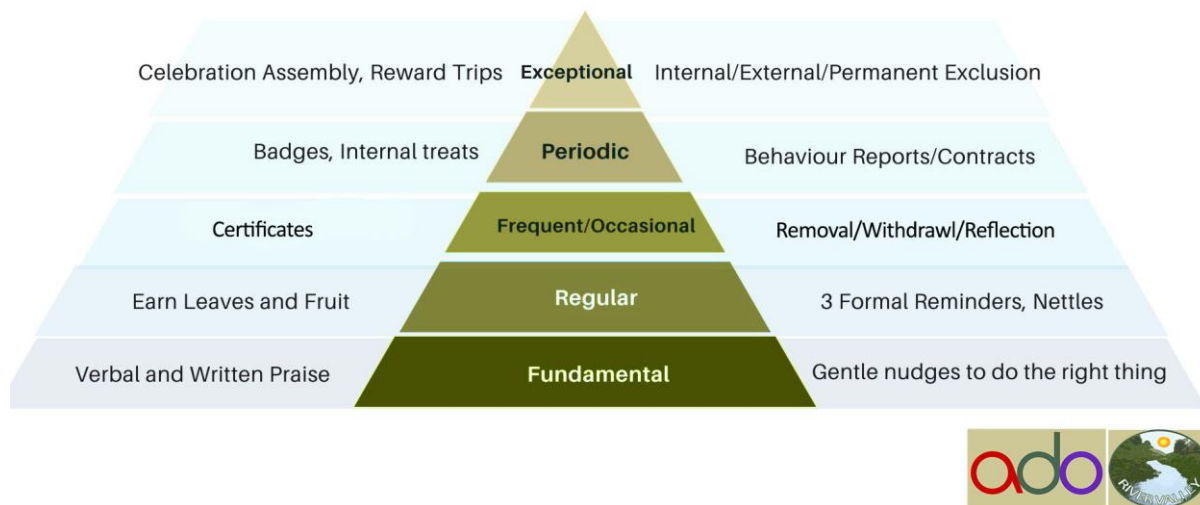 Celebration Assembly, Reward Trips Exceptional Internal/External/Permanent Exclusion
Badges, Internal treats Periodic Behaviour Reports/Contracts
Certificates Frequent/Occasional Removal/Withdrawl/Reflection
Earn Leaves and Fruit Regular 3 Formal Reminders, Nettles
Verbal and Written Praise Fundamental Gentle nudges to do the right thing
ado
RIVER VALLEY